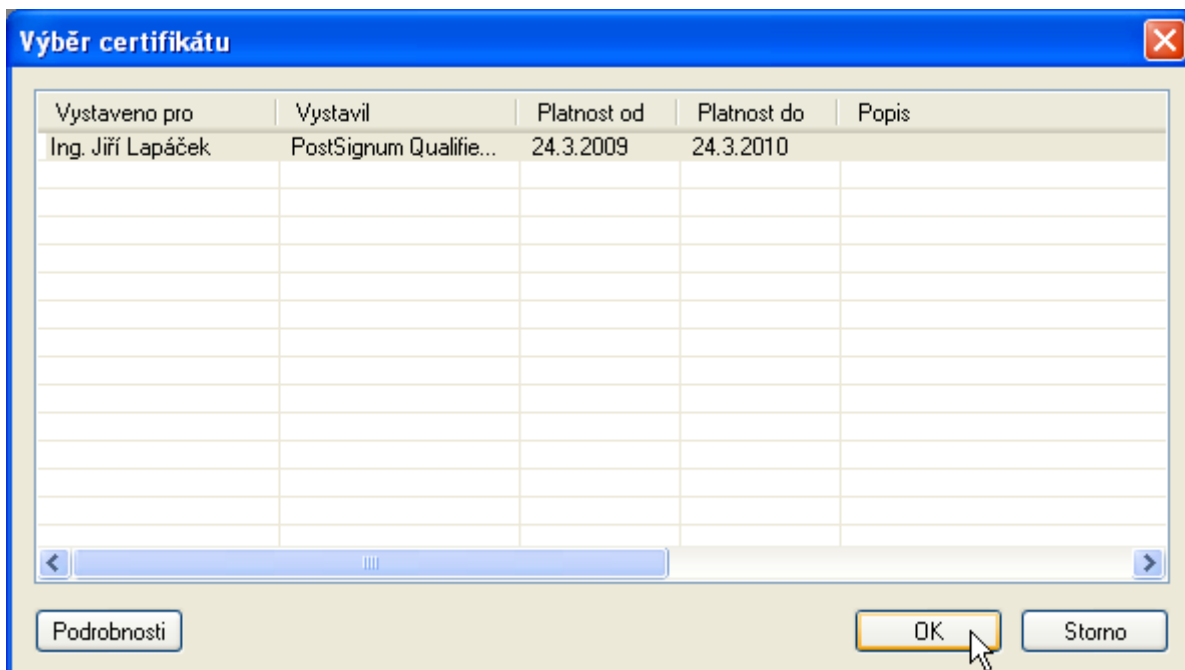 Výběr certifikátu
Vystaveno pro Vystavil Platnost od Platnost do Popis
Ing. Jiří Lapáček PostSignum Qualifie... 24.3.2009 24.3.2010
Podrobnosti OK Storno